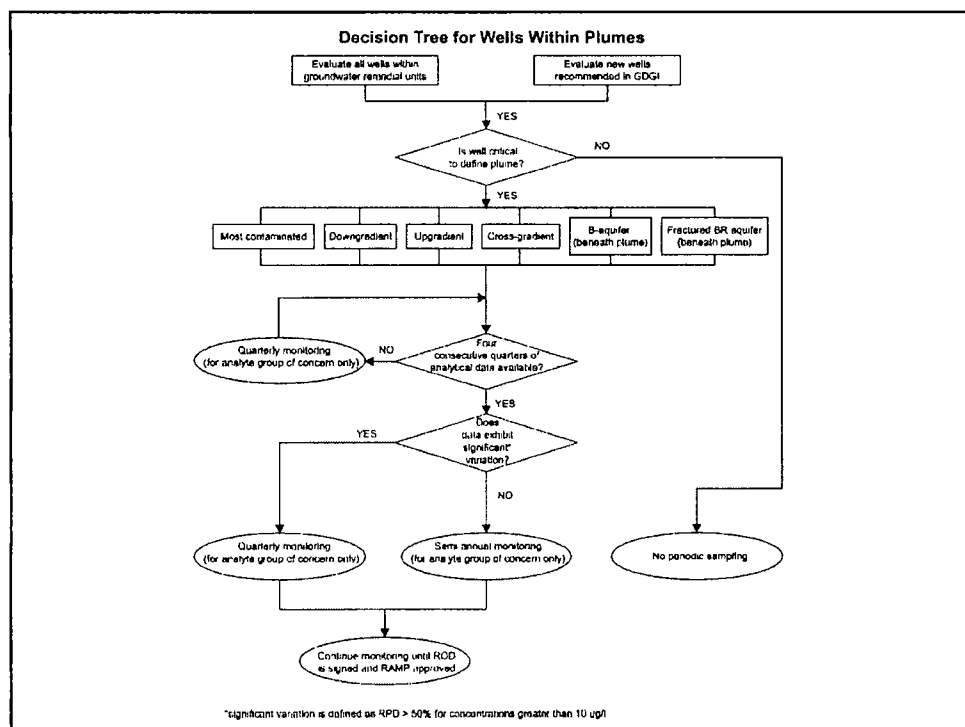 Decision Tree for Wells Within Plumes
Evaluate all wells within
groundwater remedial units
Evaluate new wells
recommended in GDGI
YES
Is well critical
to define plume?
NO
YES
Most contaminated
Downgradient
Upgradient
Cross-gradient
B-aquifer
(beneath plume)
Fractured BR aquifer
(beneath plume)
Quarterly monitoring
(for analyte group of concern only)
NO
Four
consecutive quarters of
analytical data available?
YES
YES
Does
data exhibit
significant*
variation?
NO
Quarterly monitoring
(for analyte group of concern only)
Semi annual monitoring
(for analyte group of concern only)
No periodic sampling
Continue monitoring until ROD
is signed and RAMP approved
*significant variation is defined as RPD > 50% for concentrations greater than 10 ug/l